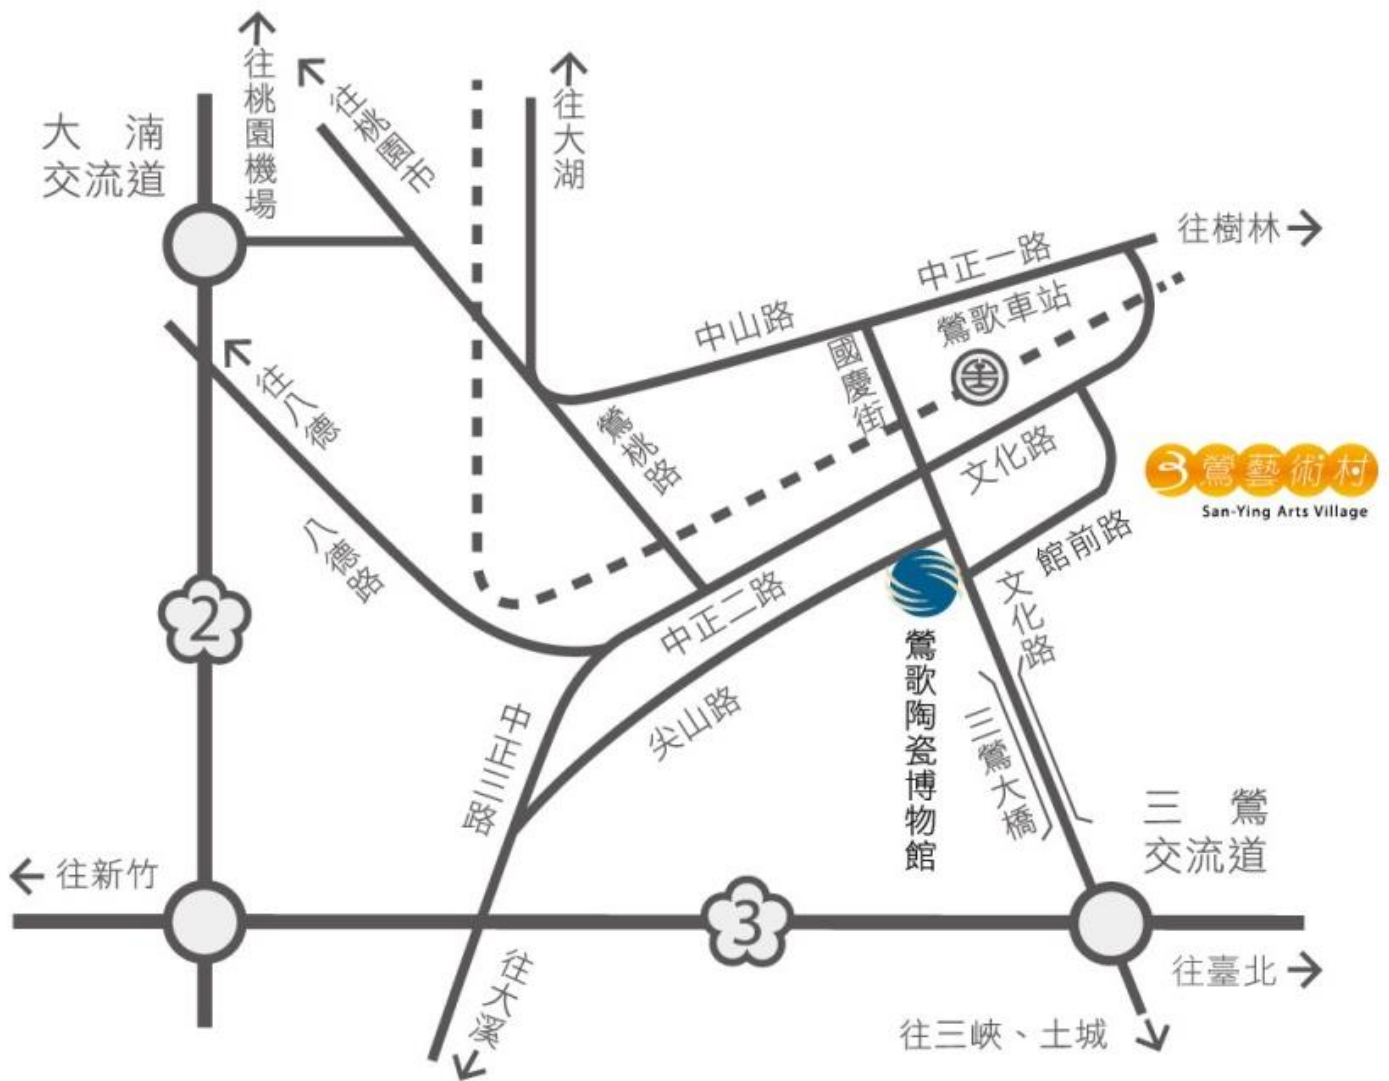 往桃園機場
往桃園市
往大湖
大湳
交流道
往樹林
中正一路
中山路
鶯歌車站
國慶街
往八德
鶯桃路
文化路
3鶯藝術村
San-Ying Arts Village
八德路
館前路
文化路
中正二路
2
鶯歌陶瓷博物館
尖山路
中正三路
三鶯大橋
三鶯
交流道
往新竹
3
往大溪
往臺北
往三峽、土城